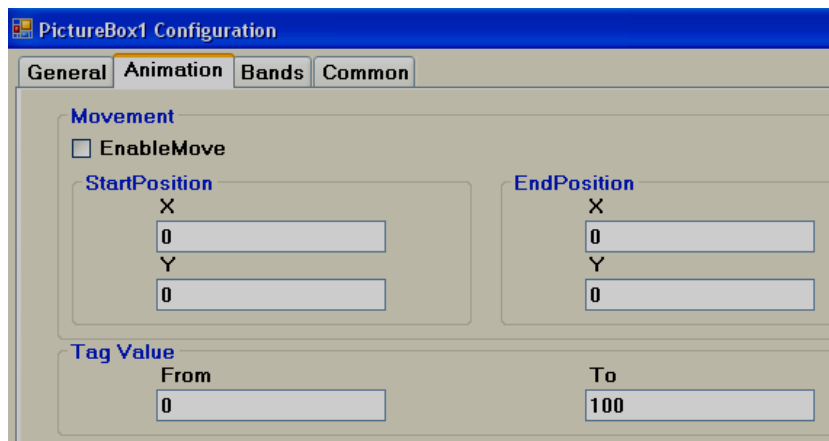 PictureBox1 Configuration
General Animation Bands Common
Movement
EnableMove
StartPosition EndPosition
X X
0 0
Y Y
0 0
Tag Value
From To
0 100